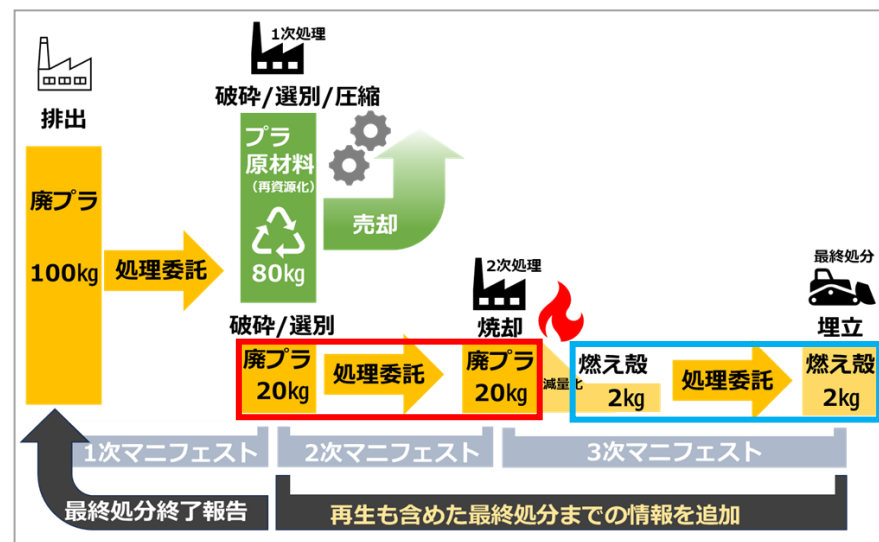 排出
廃プラ
100kg
処理委託
1次処理
破砕/選別/圧縮
プラ
原材料
(再資源化)
80kg
売却
破砕/選別
廃プラ
20kg
処理委託
2次処理
焼却
廃プラ
20kg
減量化
燃え殻
2kg
処理委託
最終処分
埋立
燃え殻
2kg
1次マニフェスト
2次マニフェスト
3次マニフェスト
最終処分終了報告
再生も含めた最終処分までの情報を追加